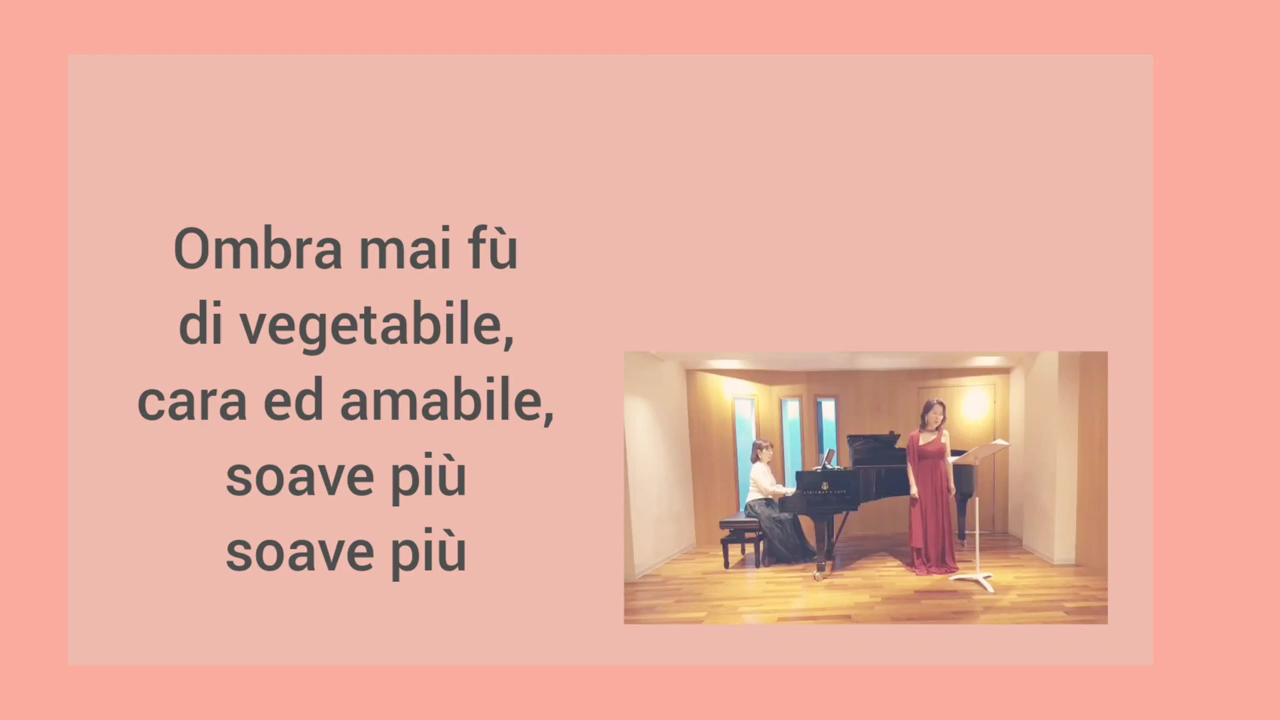 Ombra mai fù
di vegetabile,
cara ed amabile,
soave più
soave più